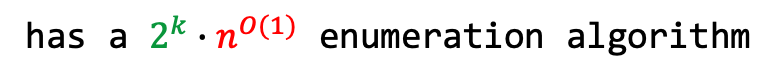 has a 2^k · n^{O(1)} enumeration algorithm